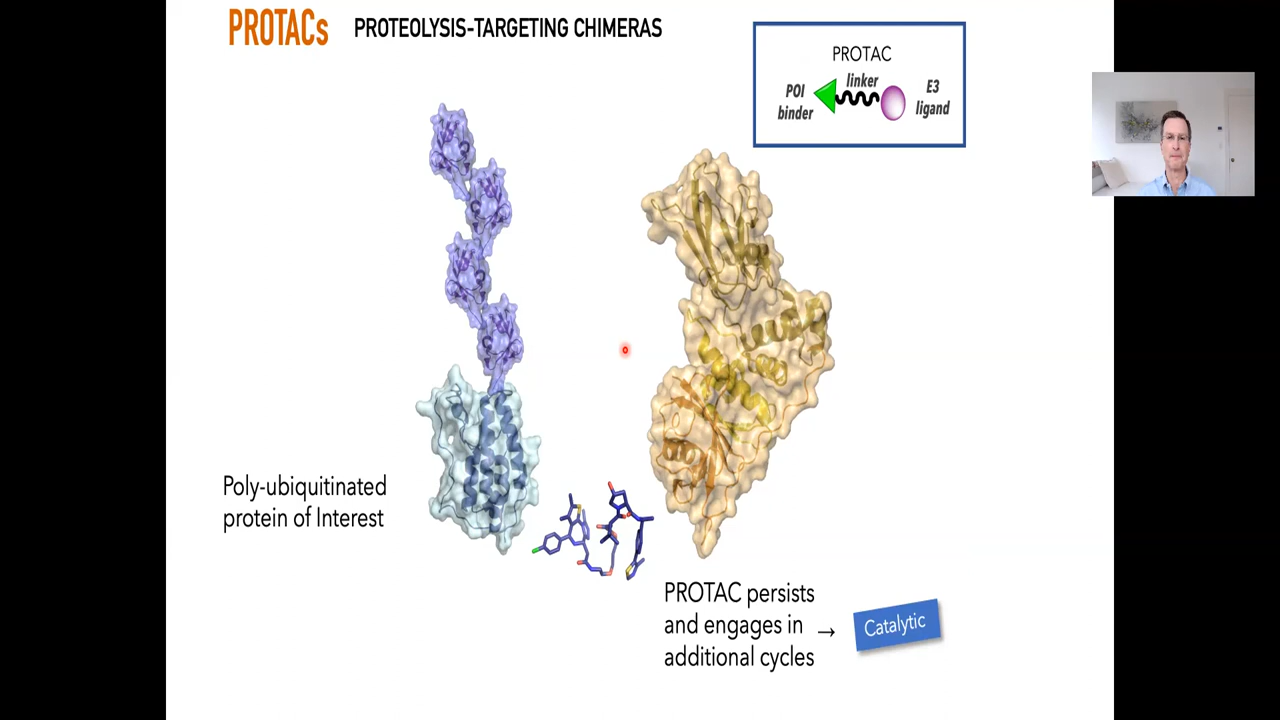 PROTACs
PROTEOLYSIS-TARGETING CHIMERAS
PROTAC
POI
binder
linker
E3
ligand
Poly-ubiquitinated
protein of Interest
PROTAC persists
and engages in →
additional cycles
Catalytic